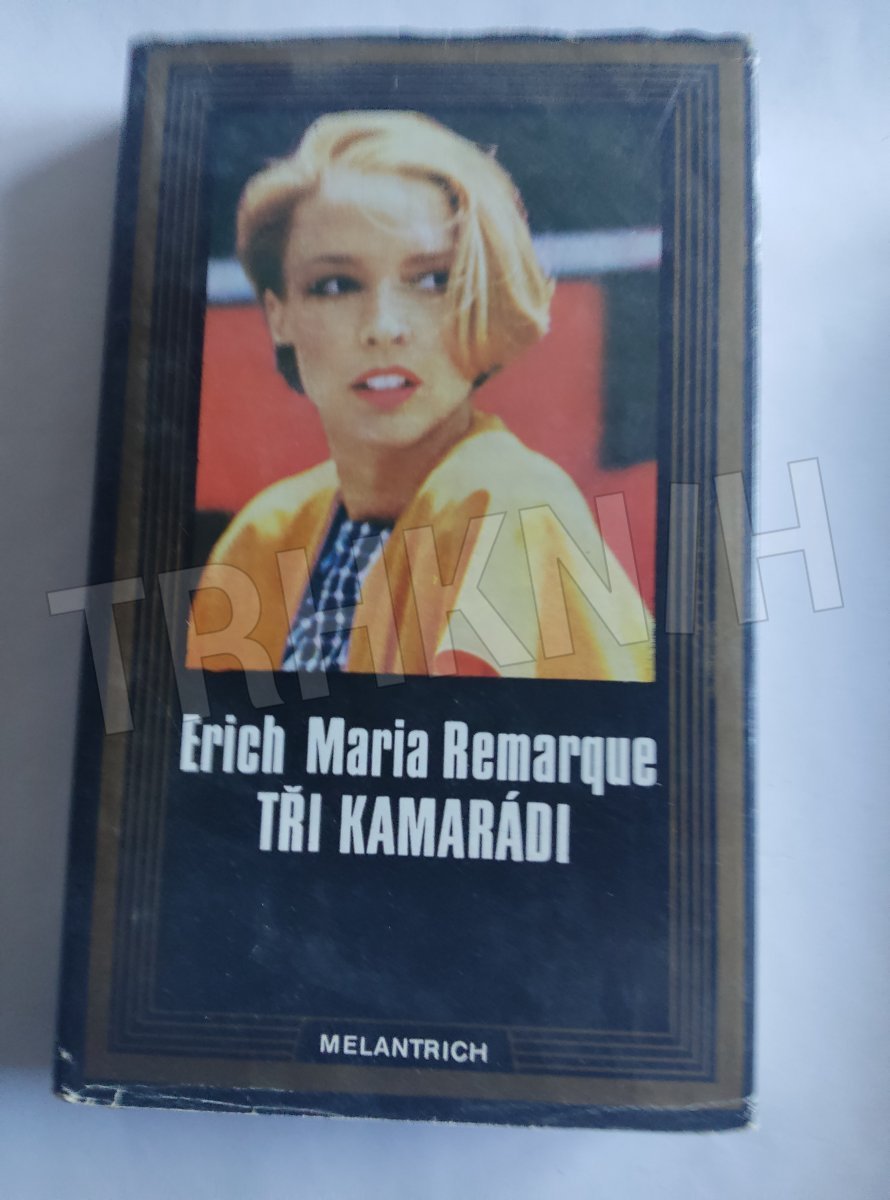 TRHKNIH
Erich Maria Remarque
TŘI KAMARÁDI
MELANTRICH